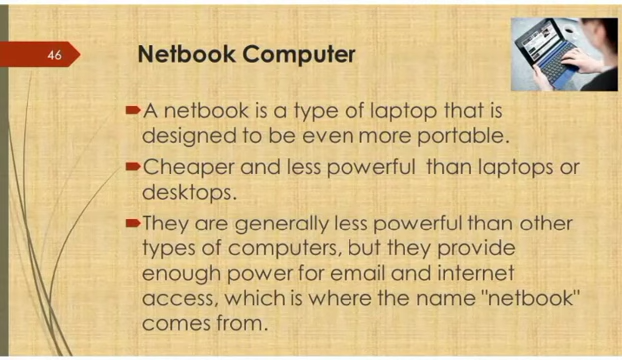 46
Netbook Computer
A netbook is a type of laptop that is
designed to be even more portable.
Cheaper and less powerful than laptops or
desktops.
They are generally less powerful than other
types of computers, but they provide
enough power for email and internet
access, which is where the name "netbook"
comes from.